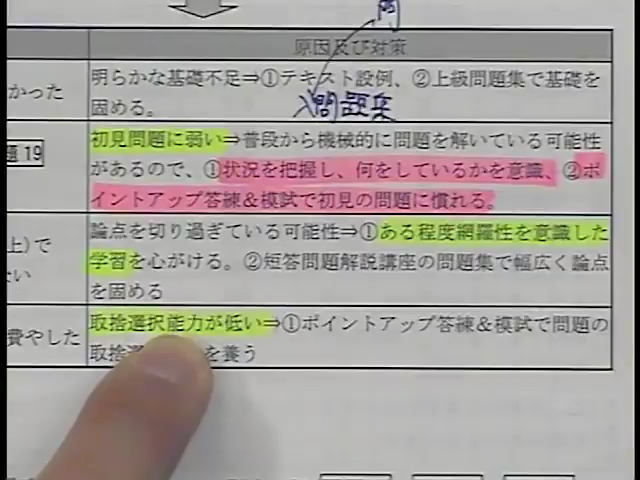 原因及び対策
かった
明らかな基礎不足⇒①テキスト設例、②上級問題集で基礎を
固める。
入門問題集
題19
初見問題に弱い⇒普段から機械的に問題を解いている可能性
があるので、①状況を把握し、何をしているかを意識、②ポ
イントアップ答練&模試で初見の問題に慣れる。
上)で
ない
論点を切り過ぎている可能性⇒①ある程度網羅性を意識した
学習を心がける。②短答問題解説講座の問題集で幅広く論点
を固める
費やした
取捨選択能力が低い⇒①ポイントアップ答練&模試で問題の
取捨選
を養う